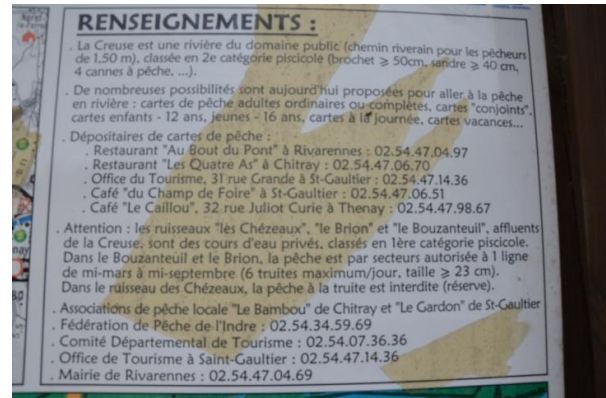 RENSEIGNEMENTS :
. La Creuse est une rivière du domaine public (chemin riverain pour les pêcheurs
de 1,50 m), classée en 2e catégorie piscicole (brochet ⩾ 50cm, sandre ⩾ 40 cm,
4 cannes à pêche, ...).
. De nombreuses possibilités sont aujourd'hui proposées pour aller à la pêche
en rivière : cartes de pêche adultes ordinaires ou complètes, cartes "conjoints",
cartes enfants - 12 ans, jeunes - 16 ans, cartes à la journée, cartes vacances...
. Dépositaires de cartes de pêche :
. Restaurant "Au Bout du Pont" à Rivarennes : 02.54.47.04.97
. Restaurant "Les Quatre As" à Chitray : 02.54.47.06.70
. Office du Tourisme, 31 rue Grande à St-Gaultier : 02.54.47.14.36
. Café "du Champ de Foire" à St-Gaultier : 02.54.47.06.51
. Café "Le Caillou", 32 rue Juliot Curie à Thenay : 02.54.47.98.67
. Attention : les ruisseaux "les Chézeaux", "le Brion" et "le Bouzanteuil", affluents
de la Creuse, sont des cours d'eau privés, classés en 1ère catégorie piscicole.
Dans le Bouzanteuil et le Brion, la pêche est par secteurs autorisée à 1 ligne
de mi-mars à mi-septembre (6 truites maximum/jour, taille ⩾ 23 cm).
Dans le ruisseau des Chézeaux, la pêche à la truite est interdite (réserve).
. Associations de pêche locale "Le Bambou" de Chitray et "Le Gardon" de St-Gaultier
. Fédération de Pêche de l'Indre : 02.54.34.59.69
. Comité Départemental de Tourisme : 02.54.07.36.36
. Office de Tourisme à Saint-Gaultier : 02.54.47.14.36
. Mairie de Rivarennes : 02.54.47.04.69